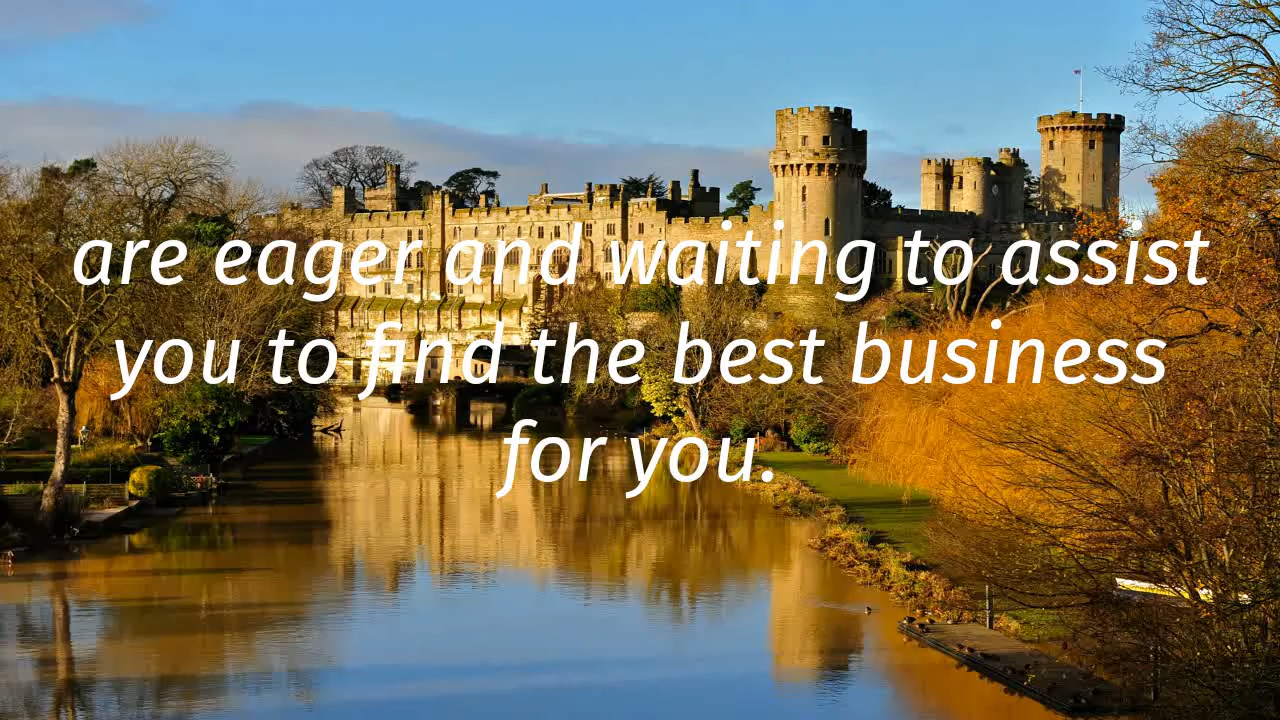 are eager and waiting to assist
you to find the best business
for you.